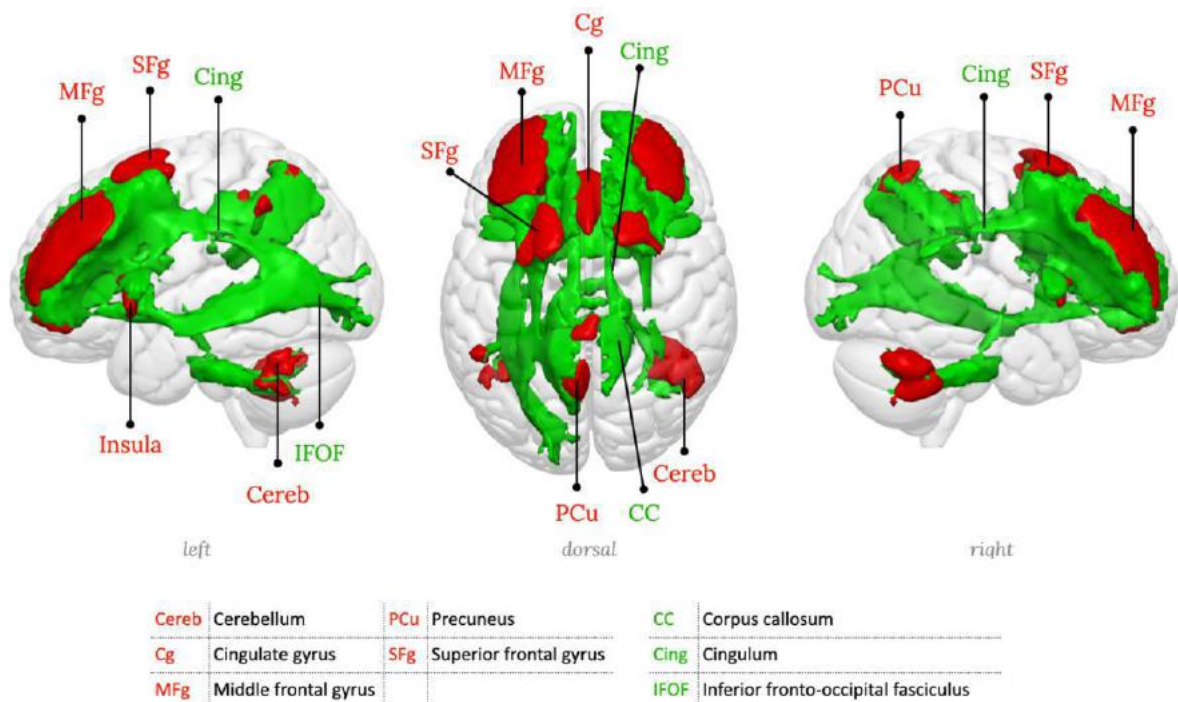 Cg
SFg Cing MFg Cing Cing SFg
MFg PCu MFg
SFg
Insula IFOF Cereb
Cereb
PCu CC
left dorsal right
Cereb Cerebellum PCu Precuneus CC Corpus callosum
Cg Cingulate gyrus SFg Superior frontal gyrus Cing Cingulum
MFg Middle frontal gyrus IFOF Inferior fronto-occipital fasciculus